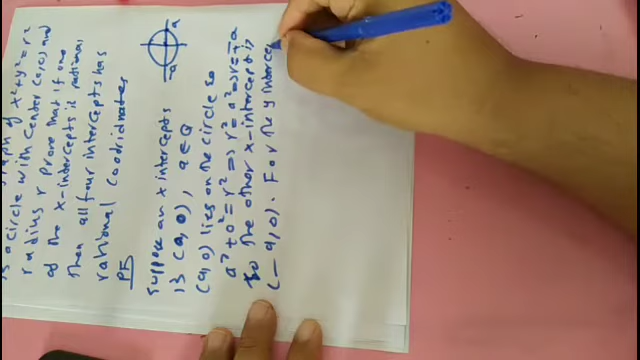 graph of x²+y²=r²
is a circle with center (0,0) and
radius r prove that if one
of the x-intercepts is rational
then all four intercepts has
rational coordinates
PF
a
-a
Suppose an x intercepts
is (a,0), a∈Q
(a,0) lies on the circle so
a²+0²=r² => r²=a² => r=±a
so the other x-intercept is
(-a,0). For the y interce